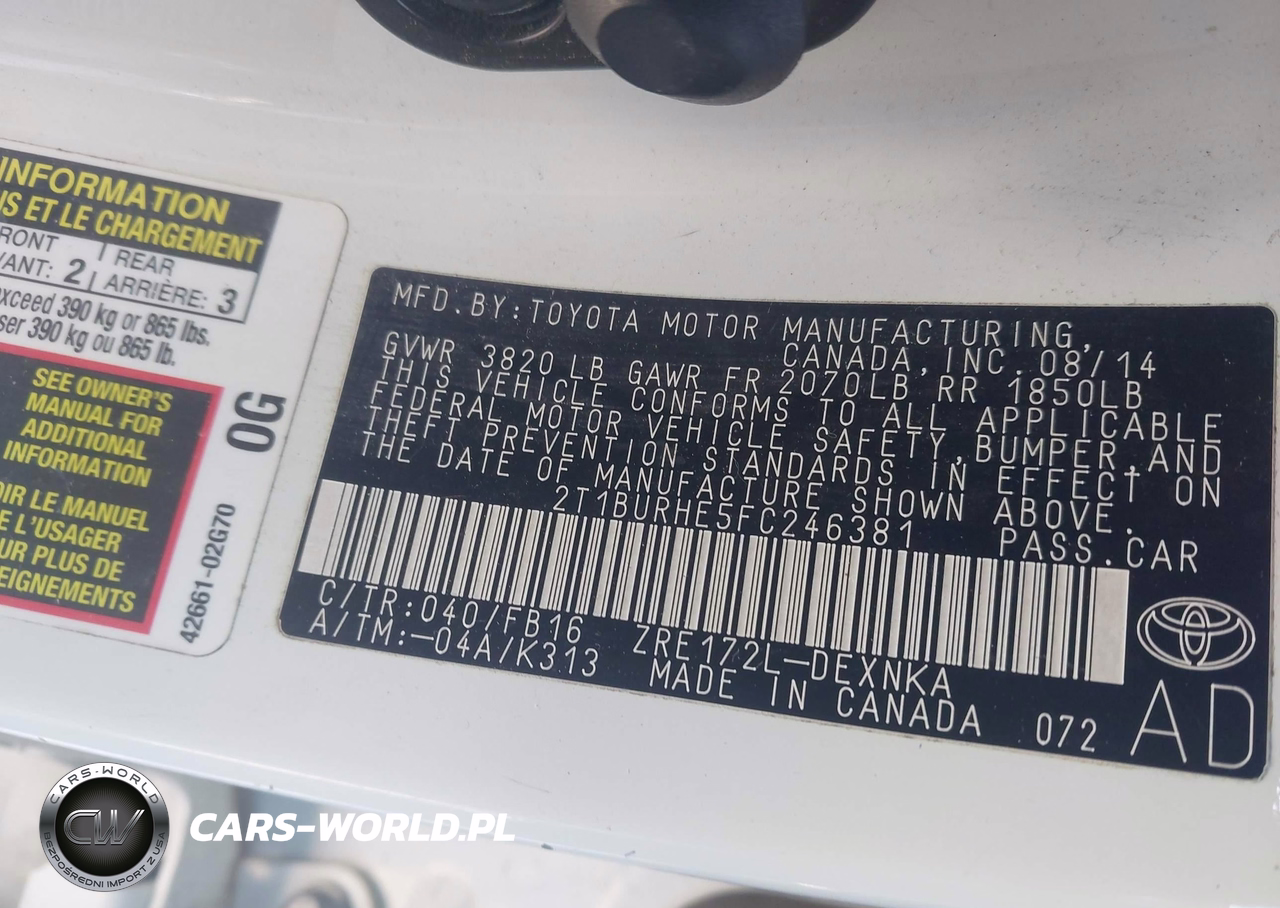 INFORMATION
IS ET LE CHARGEMENT
RONT | REAR
VANT: 2 | ARRIÈRE: 3
xceed 390 kg or 865 lbs.
ser 390 kg ou 865 lb.
SEE OWNER'S
MANUAL FOR
ADDITIONAL
INFORMATION
OIR LE MANUEL
E L'USAGER
UR PLUS DE
EIGNEMENTS
0G
42661-02G70
MFD.BY:TOYOTA MOTOR MANUFACTURING,
CANADA,INC.08/14
GVWR 3820 LB GAWR FR 2070LB RR 1850LB
THIS VEHICLE CONFORMS TO ALL APPLICABLE
FEDERAL MOTOR VEHICLE SAFETY,BUMPER,AND
THEFT PREVENTION STANDARDS IN EFFECT ON
THE DATE OF MANUFACTURE SHOWN ABOVE.
2T1BURHE5FC246381 PASS.CAR
C/TR:040/FB16 ZRE172L-DEXNKA
A/TM:-04A/K313 MADE IN CANADA 072
AD
CARS-WORLD
CW
BEZPOŚREDNI IMPORT Z USA
CARS-WORLD.PL